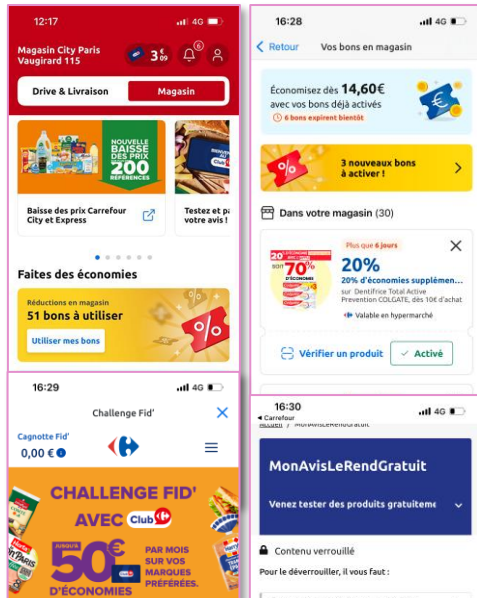 12:17
4G
Magasin City Paris
Vaugirard 115
3€
09
6
Drive & Livraison
Magasin
NOUVELLE
BAISSE
DES PRIX
200
RÉFÉRENCES
Baisse des prix Carrefour
City et Express
Testez et pa
votre avis !
Faites des économies
Réductions en magasin
51 bons à utiliser
Utiliser mes bons
16:28
4G
Retour
Vos bons en magasin
Économisez dès 14,60€
avec vos bons déjà activés
6 bons expirent bientôt
3 nouveaux bons
à activer !
Dans votre magasin (30)
Plus que 6 jours
20%
SOIT 70%
D'ÉCONOMIES
20%
20% d'économies supplémen...
sur Dentifrice Total Active
Prevention COLGATE, dès 10€ d'achat
Valable en hypermarché
Vérifier un produit
Activé
16:29
4G
Challenge Fid'
Cagnotte Fid'
0,00 €
CHALLENGE FID'
AVEC Club
JUSQU'À
50€
D'ÉCONOMIES
PAR MOIS
SUR VOS
MARQUES
PRÉFÉRÉES.
Herta
16:30
4G
Carrefour
Accueil / MonAvisLeRendGratuit
MonAvisLeRendGratuit
Venez tester des produits gratuiteme
Contenu verrouillé
Pour le déverrouiller, il vous faut :